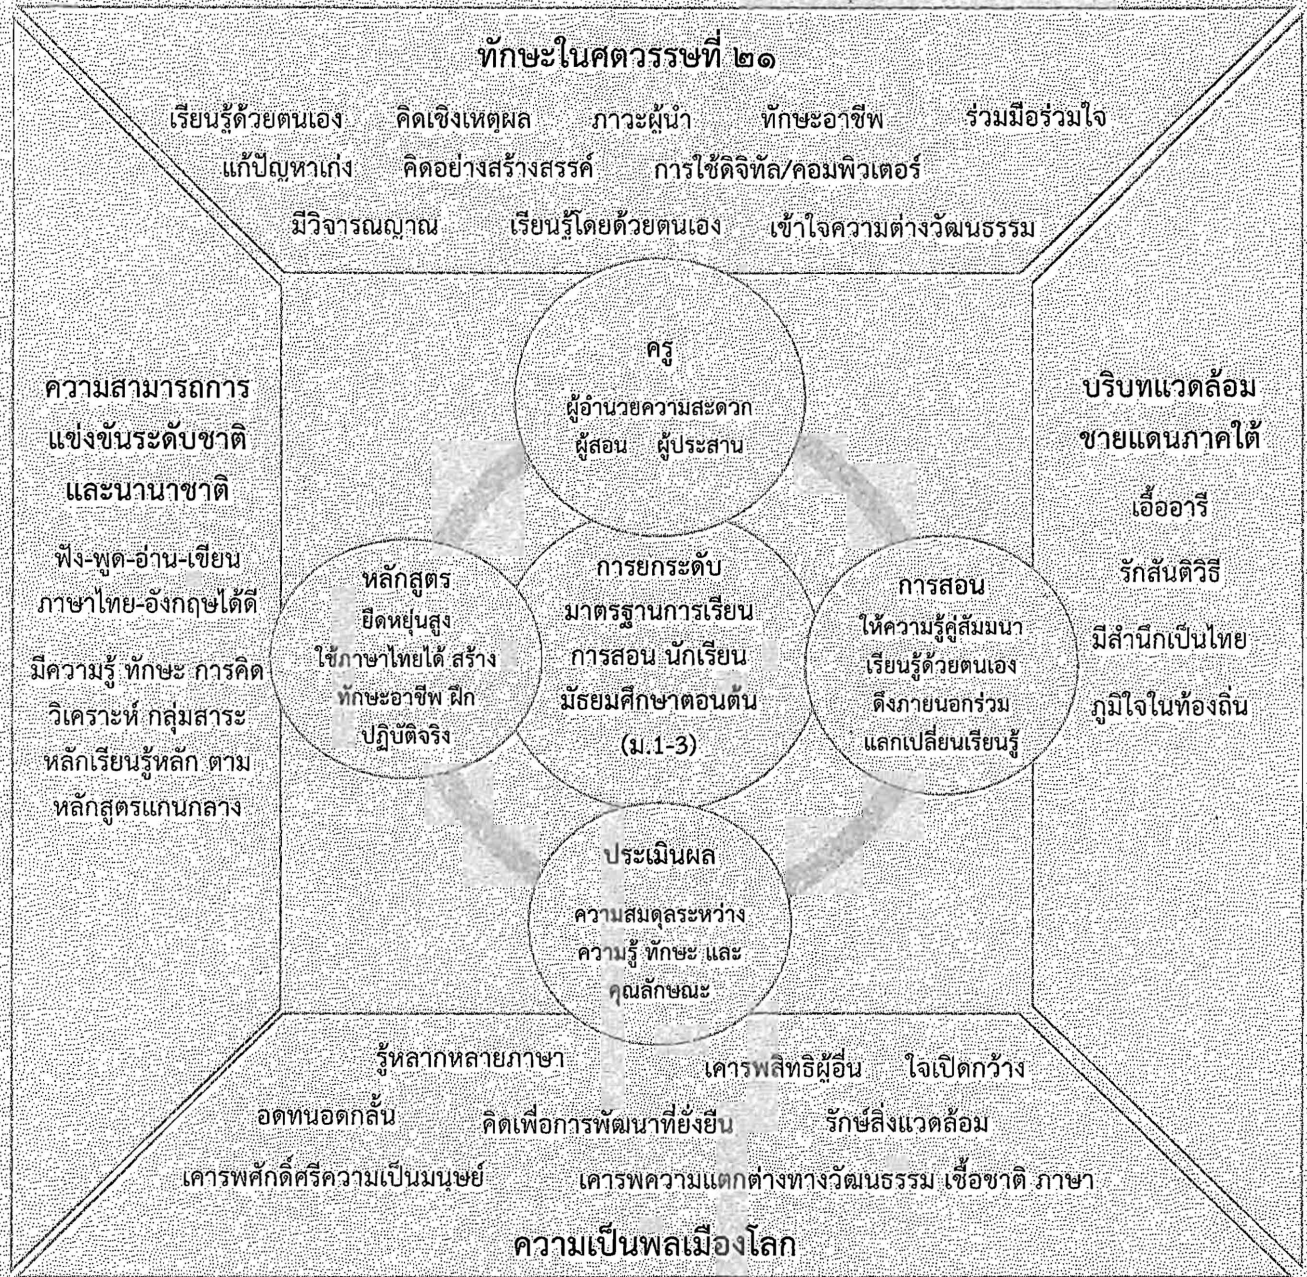 ทักษะในศตวรรษที่ ๒๑
เรียนรู้ด้วยตนเอง คิดเชิงเหตุผล ภาวะผู้นำ ทักษะอาชีพ ร่วมมือร่วมใจ
แก้ปัญหาเก่ง คิดอย่างสร้างสรรค์ การใช้ดิจิทัล/คอมพิวเตอร์
มีวิจารณญาณ เรียนรู้โดยด้วยตนเอง เข้าใจความต่างวัฒนธรรม
ความสามารถการ
แข่งขันระดับชาติ
และนานาชาติ
ฟัง-พูด-อ่าน-เขียน
ภาษาไทย-อังกฤษได้ดี
มีความรู้ ทักษะ การคิด
วิเคราะห์ กลุ่มสาระ
หลักเรียนรู้หลัก ตาม
หลักสูตรแกนกลาง
ครู
ผู้อำนวยความสะดวก
ผู้สอน ผู้ประสาน
หลักสูตร
ยืดหยุ่นสูง
ใช้ภาษาไทยได้ สร้าง
ทักษะอาชีพ ฝึก
ปฏิบัติจริง
การยกระดับ
มาตรฐานการเรียน
การสอน นักเรียน
มัธยมศึกษาตอนต้น
(ม.1-3)
การสอน
ให้ความรู้คู่สัมมนา
เรียนรู้ด้วยตนเอง
ดึงภายนอกร่วม
แลกเปลี่ยนเรียนรู้
ประเมินผล
ความสมดุลระหว่าง
ความรู้ ทักษะ และ
คุณลักษณะ
บริบทแวดล้อม
ชายแดนภาคใต้
เอื้ออารี
รักสันติวิธี
มีสำนึกเป็นไทย
ภูมิใจในท้องถิ่น
รู้หลากหลายภาษา เคารพสิทธิผู้อื่น ใจเปิดกว้าง
อดทนอดกลั้น คิดเพื่อการพัฒนาที่ยั่งยืน รักษ์สิ่งแวดล้อม
เคารพศักดิ์ศรีความเป็นมนุษย์ เคารพความแตกต่างทางวัฒนธรรม เชื้อชาติ ภาษา
ความเป็นพลเมืองโลก